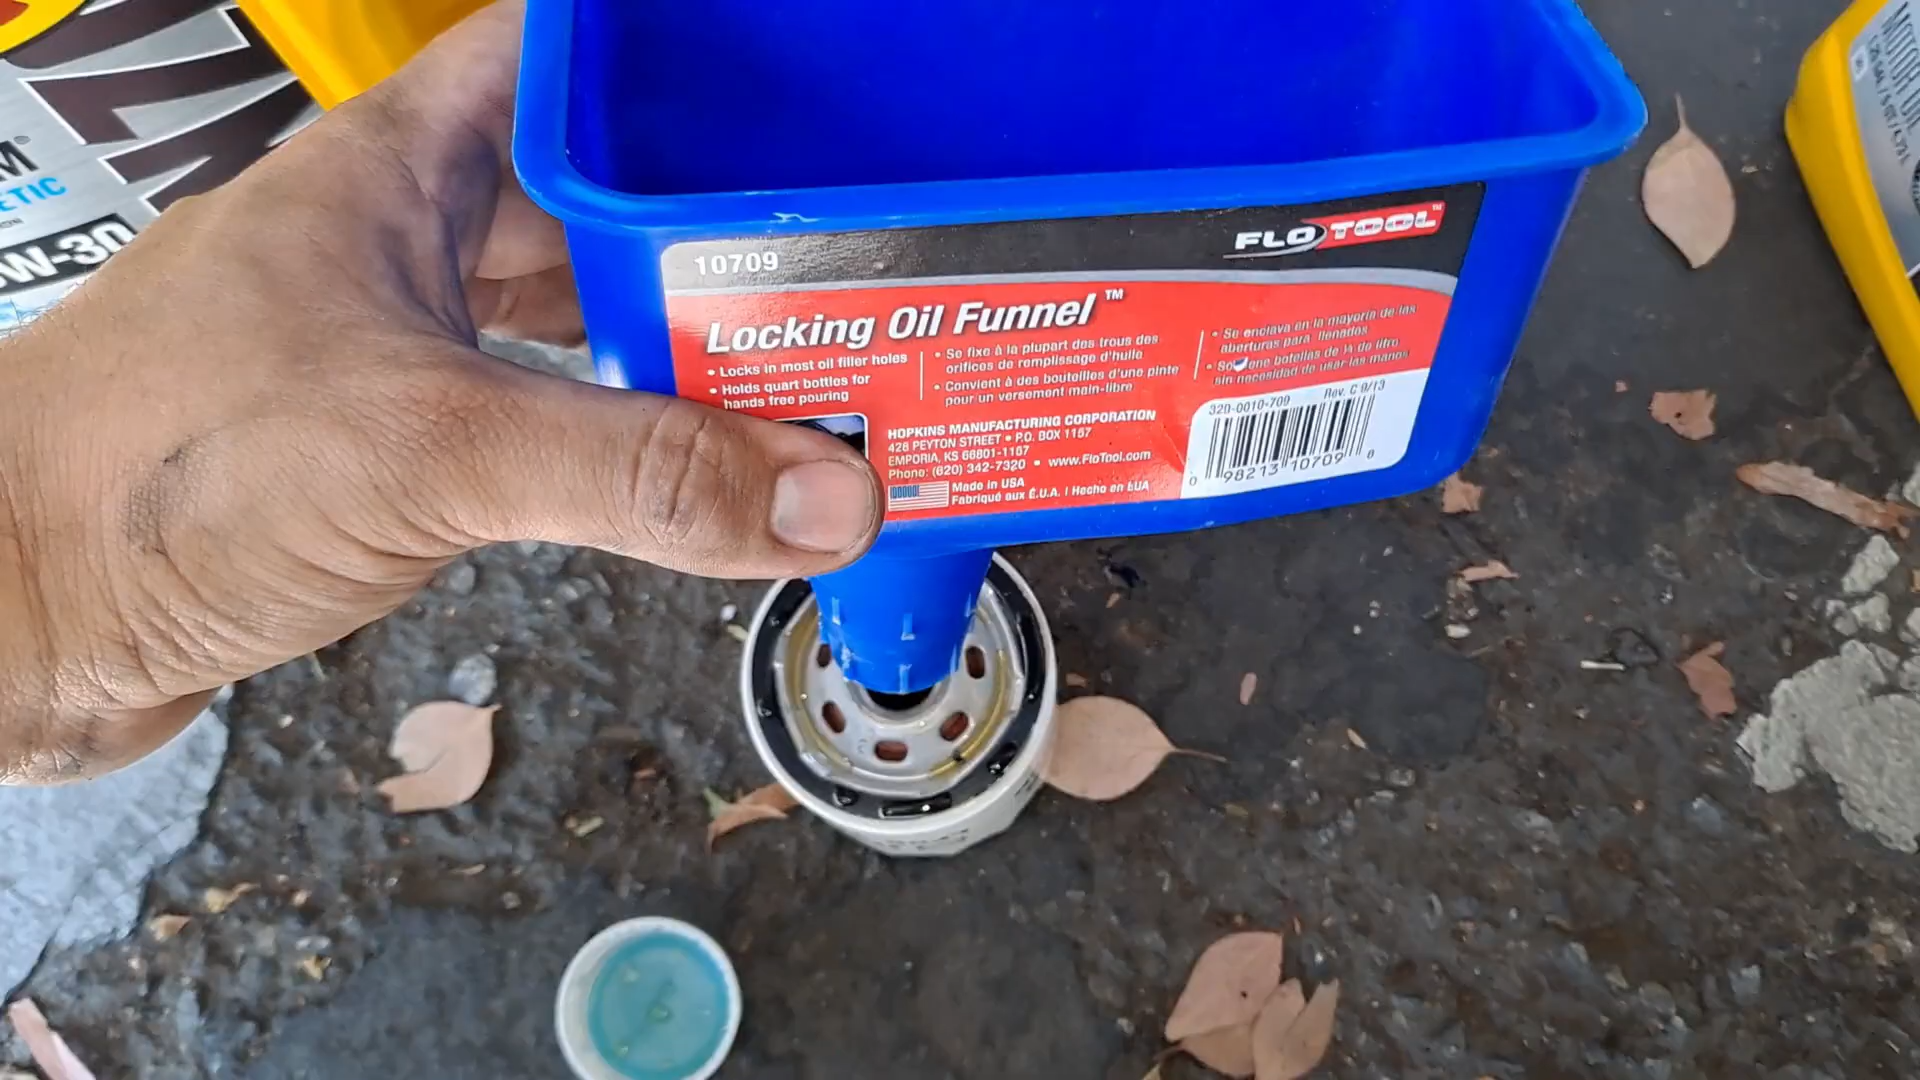 M®
ETIC
W-30
MOTOR OIL
10709
FLOTOOL™
Locking Oil Funnel™
• Locks in most oil filler holes
• Holds quart bottles for
hands free pouring
• Se fixe à la plupart des trous des
orifices de remplissage d'huile
• Convient à des bouteilles d'une pinte
pour un versement main-libre
• Se enclava en la mayoría de las
aberturas para llenados
botellas de ¼ de litro
sin necesidad de usar las manos
HOPKINS MANUFACTURING CORPORATION
428 PEYTON STREET • P.O. BOX 1157
EMPORIA, KS 66801-1157
Phone: (620) 342-7320 • www.FloTool.com
Made in USA
Fabriqué aux É.U.A. / Hecho en EUA
320-0010-709 Rev. C 9/13
0 98213 10709 0